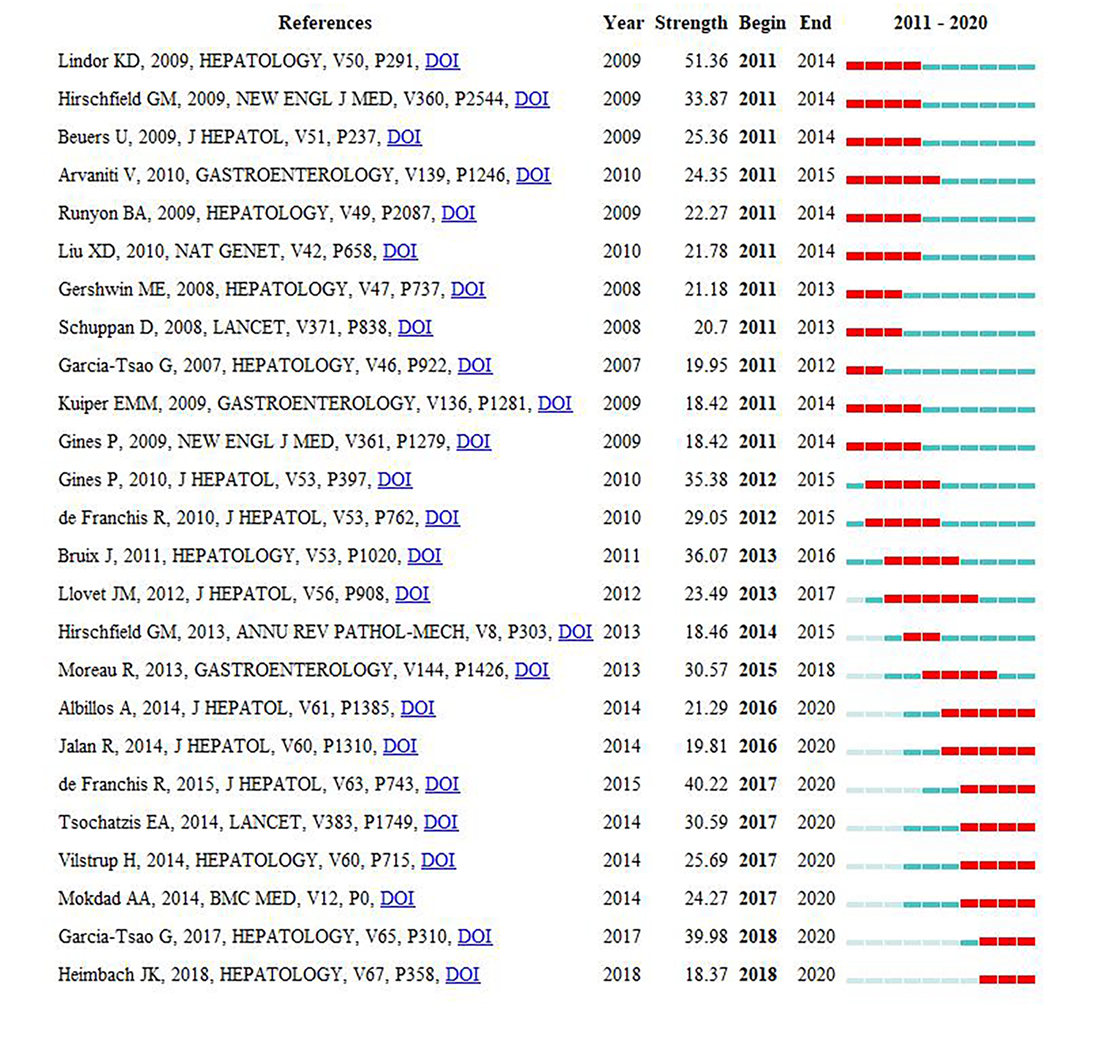 References Year Strength Begin End 2011 - 2020
Lindor KD, 2009, HEPATOLOGY, V50, P291, DOI 2009 51.36 2011 2014
Hirschfield GM, 2009, NEW ENGL J MED, V360, P2544, DOI 2009 33.87 2011 2014
Beuers U, 2009, J HEPATOL, V51, P237, DOI 2009 25.36 2011 2014
Arvaniti V, 2010, GASTROENTEROLOGY, V139, P1246, DOI 2010 24.35 2011 2015
Runyon BA, 2009, HEPATOLOGY, V49, P2087, DOI 2009 22.27 2011 2014
Liu XD, 2010, NAT GENET, V42, P658, DOI 2010 21.78 2011 2014
Gershwin ME, 2008, HEPATOLOGY, V47, P737, DOI 2008 21.18 2011 2013
Schuppan D, 2008, LANCET, V371, P838, DOI 2008 20.7 2011 2013
Garcia-Tsao G, 2007, HEPATOLOGY, V46, P922, DOI 2007 19.95 2011 2012
Kuiper EMM, 2009, GASTROENTEROLOGY, V136, P1281, DOI 2009 18.42 2011 2014
Gines P, 2009, NEW ENGL J MED, V361, P1279, DOI 2009 18.42 2011 2014
Gines P, 2010, J HEPATOL, V53, P397, DOI 2010 35.38 2012 2015
de Franchis R, 2010, J HEPATOL, V53, P762, DOI 2010 29.05 2012 2015
Bruix J, 2011, HEPATOLOGY, V53, P1020, DOI 2011 36.07 2013 2016
Llovet JM, 2012, J HEPATOL, V56, P908, DOI 2012 23.49 2013 2017
Hirschfield GM, 2013, ANNU REV PATHOL-MECH, V8, P303, DOI 2013 18.46 2014 2015
Moreau R, 2013, GASTROENTEROLOGY, V144, P1426, DOI 2013 30.57 2015 2018
Albillos A, 2014, J HEPATOL, V61, P1385, DOI 2014 21.29 2016 2020
Jalan R, 2014, J HEPATOL, V60, P1310, DOI 2014 19.81 2016 2020
de Franchis R, 2015, J HEPATOL, V63, P743, DOI 2015 40.22 2017 2020
Tsochatzis EA, 2014, LANCET, V383, P1749, DOI 2014 30.59 2017 2020
Vilstrup H, 2014, HEPATOLOGY, V60, P715, DOI 2014 25.69 2017 2020
Mokdad AA, 2014, BMC MED, V12, P0, DOI 2014 24.27 2017 2020
Garcia-Tsao G, 2017, HEPATOLOGY, V65, P310, DOI 2017 39.98 2018 2020
Heimbach JK, 2018, HEPATOLOGY, V67, P358, DOI 2018 18.37 2018 2020